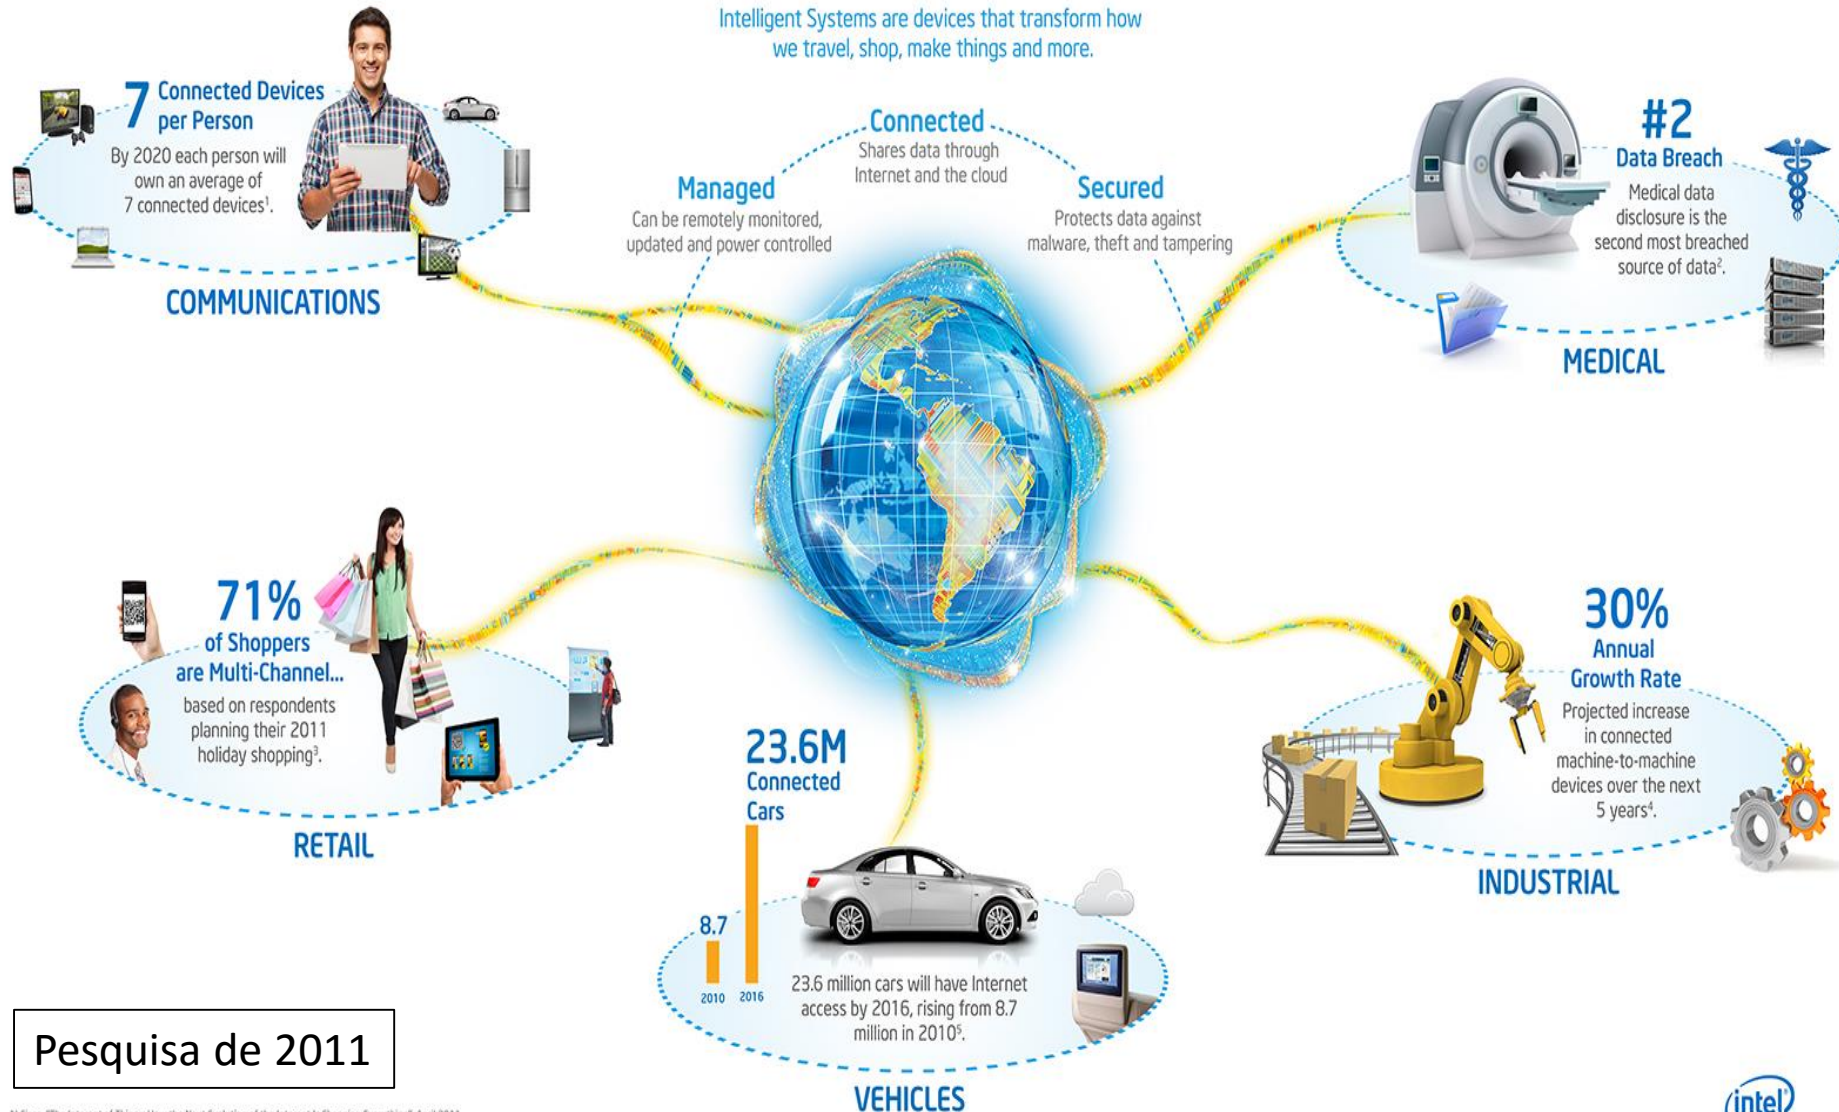 Intelligent Systems are devices that transform how
we travel, shop, make things and more.
7 Connected Devices
per Person
By 2020 each person will
own an average of
7 connected devices¹.
COMMUNICATIONS
Connected
Shares data through
Internet and the cloud
Managed
Can be remotely monitored,
updated and power controlled
Secured
Protects data against
malware, theft and tampering
#2
Data Breach
Medical data
disclosure is the
second most breached
source of data².
MEDICAL
71%
of Shoppers
are Multi-Channel...
based on respondents
planning their 2011
holiday shopping³.
RETAIL
23.6M
Connected
Cars
8.7
2010 2016
23.6 million cars will have Internet
access by 2016, rising from 8.7
million in 2010⁵.
VEHICLES
30%
Annual
Growth Rate
Projected increase
in connected
machine-to-machine
devices over the next
5 years⁴.
INDUSTRIAL
Pesquisa de 2011
intel